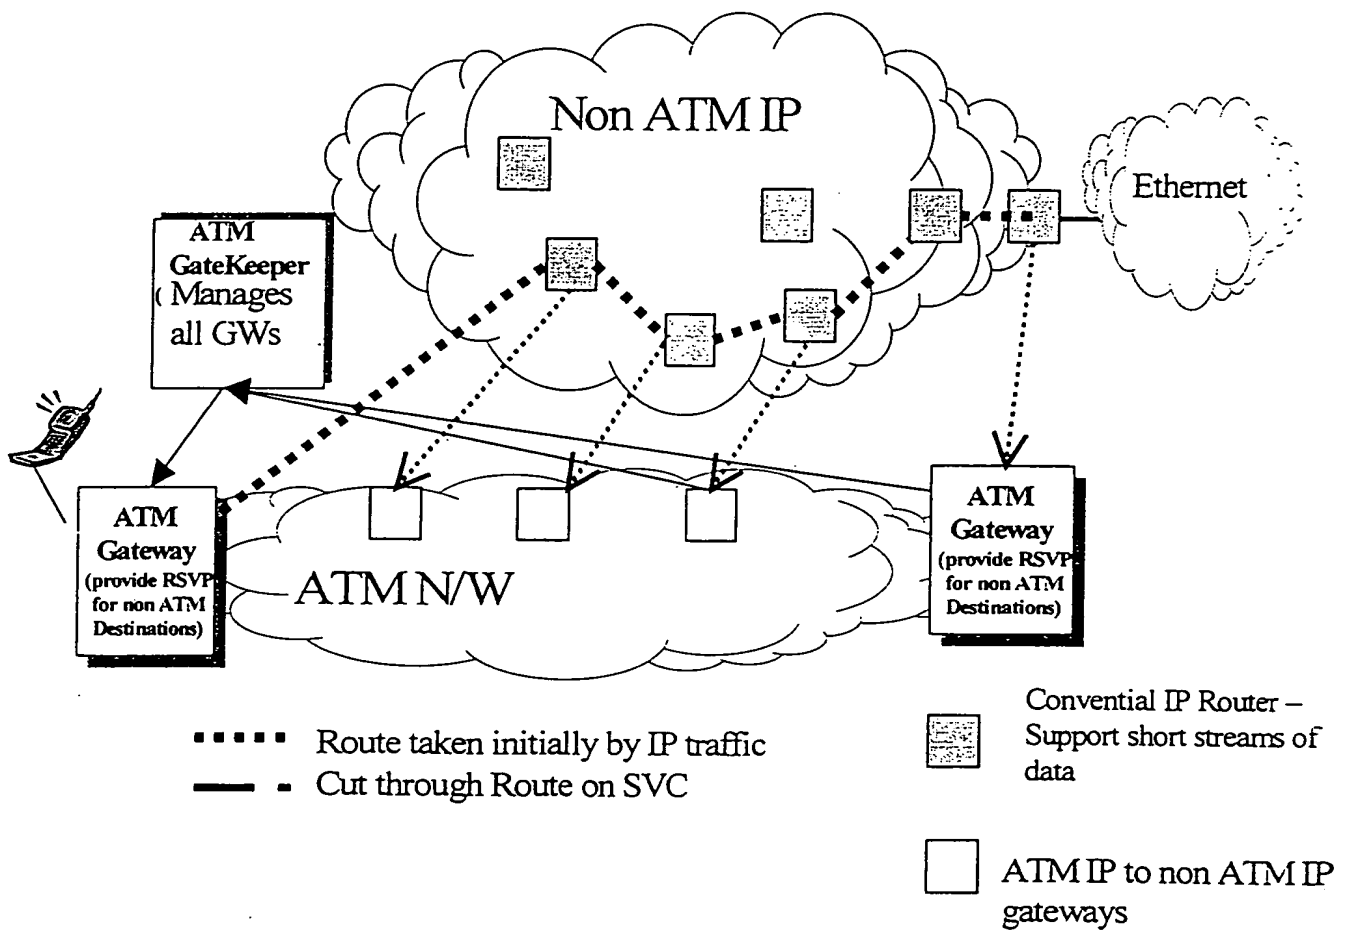 Non ATM IP
Ethernet
ATM
GateKeeper
( Manages
all GWs
ATM
Gateway
(provide RSVP
for non ATM
Destinations)
ATM N/W
ATM
Gateway
(provide RSVP
for non ATM
Destinations)
Route taken initially by IP traffic
Cut through Route on SVC
Convential IP Router –
Support short streams of
data
ATM IP to non ATM IP
gateways